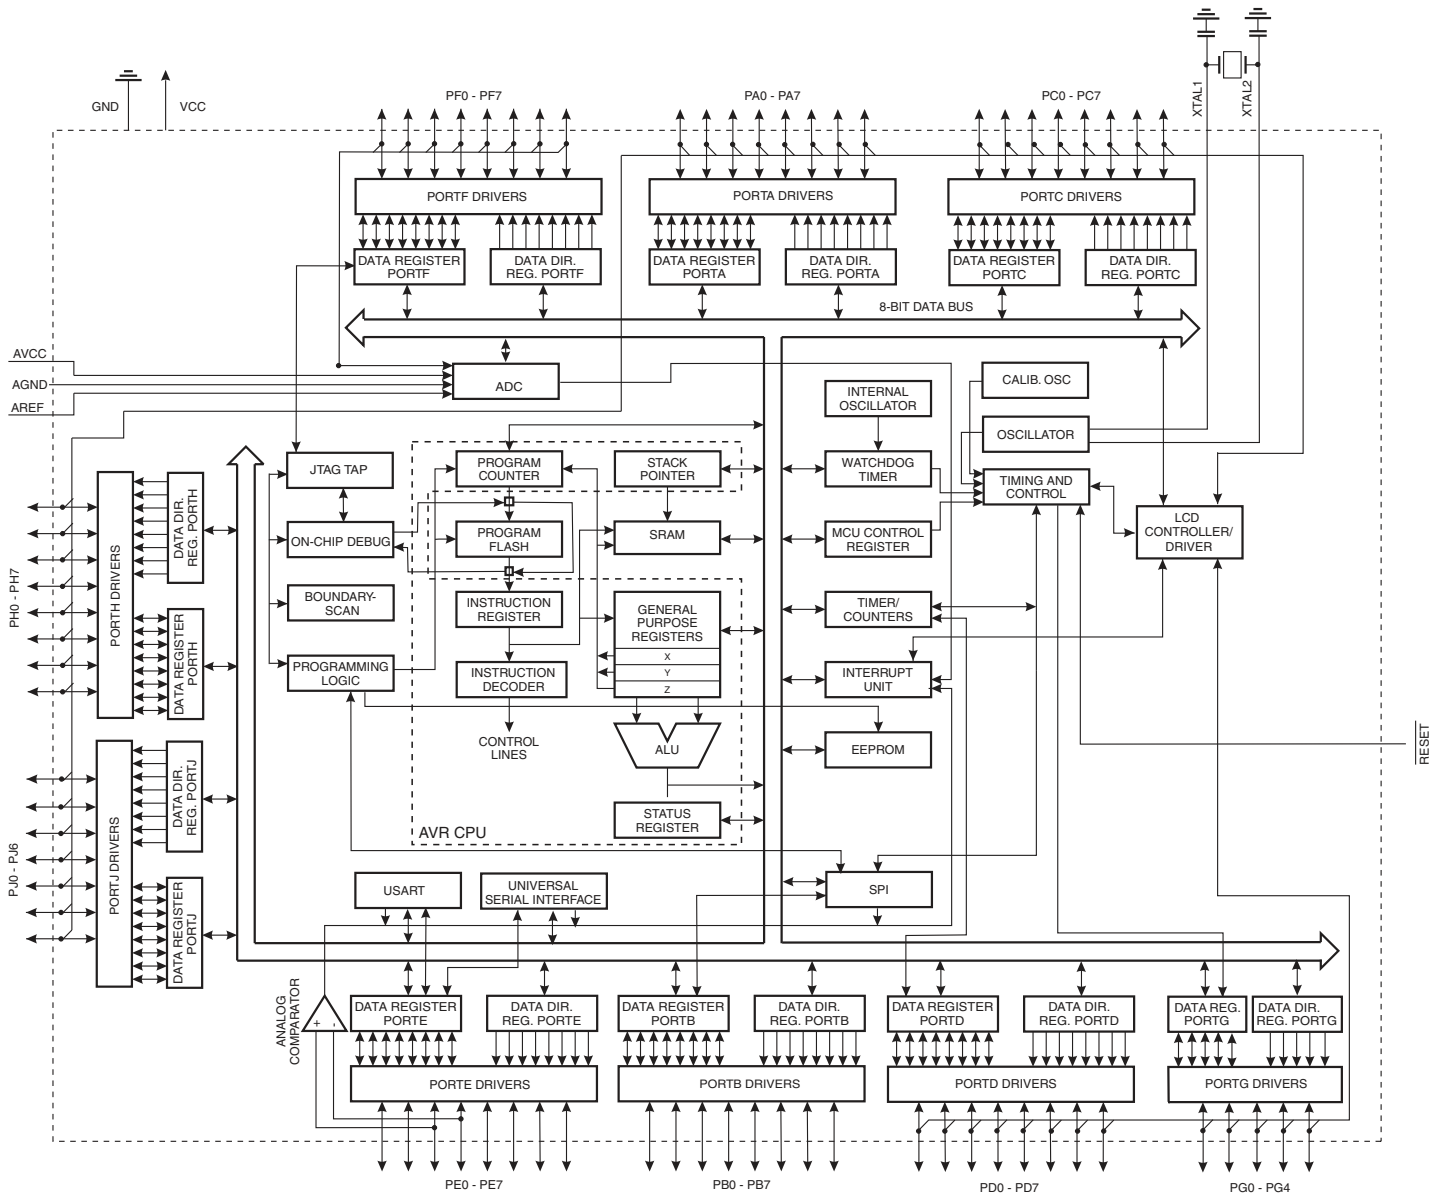 XTAL1
XTAL2
GND
VCC
PF0 - PF7
PA0 - PA7
PC0 - PC7
PORTF DRIVERS
PORTA DRIVERS
PORTC DRIVERS
DATA REGISTER
PORTF
DATA DIR.
REG. PORTF
DATA REGISTER
PORTA
DATA DIR.
REG. PORTA
DATA REGISTER
PORTC
DATA DIR.
REG. PORTC
8-BIT DATA BUS
AVCC
AGND
AREF
ADC
CALIB. OSC
INTERNAL
OSCILLATOR
OSCILLATOR
JTAG TAP
PROGRAM
COUNTER
STACK
POINTER
WATCHDOG
TIMER
TIMING AND
CONTROL
LCD
CONTROLLER/
DRIVER
ON-CHIP DEBUG
PROGRAM
FLASH
SRAM
MCU CONTROL
REGISTER
BOUNDARY-
SCAN
INSTRUCTION
REGISTER
GENERAL
PURPOSE
REGISTERS
X
Y
Z
TIMER/
COUNTERS
PROGRAMMING
LOGIC
INSTRUCTION
DECODER
INTERRUPT
UNIT
CONTROL
LINES
ALU
EEPROM
RESET
STATUS
REGISTER
AVR CPU
PH0 - PH7
PORTH DRIVERS
DATA DIR.
REG. PORTH
DATA REGISTER
PORTH
PJ0 - PJ6
PORTJ DRIVERS
DATA DIR.
REG. PORTJ
DATA REGISTER
PORTJ
USART
UNIVERSAL
SERIAL INTERFACE
SPI
ANALOG
COMPARATOR
+
-
DATA REGISTER
PORTE
DATA DIR.
REG. PORTE
DATA REGISTER
PORTB
DATA DIR.
REG. PORTB
DATA REGISTER
PORTD
DATA DIR.
REG. PORTD
DATA REG.
PORTG
DATA DIR.
REG. PORTG
PORTE DRIVERS
PORTB DRIVERS
PORTD DRIVERS
PORTG DRIVERS
PE0 - PE7
PB0 - PB7
PD0 - PD7
PG0 - PG4